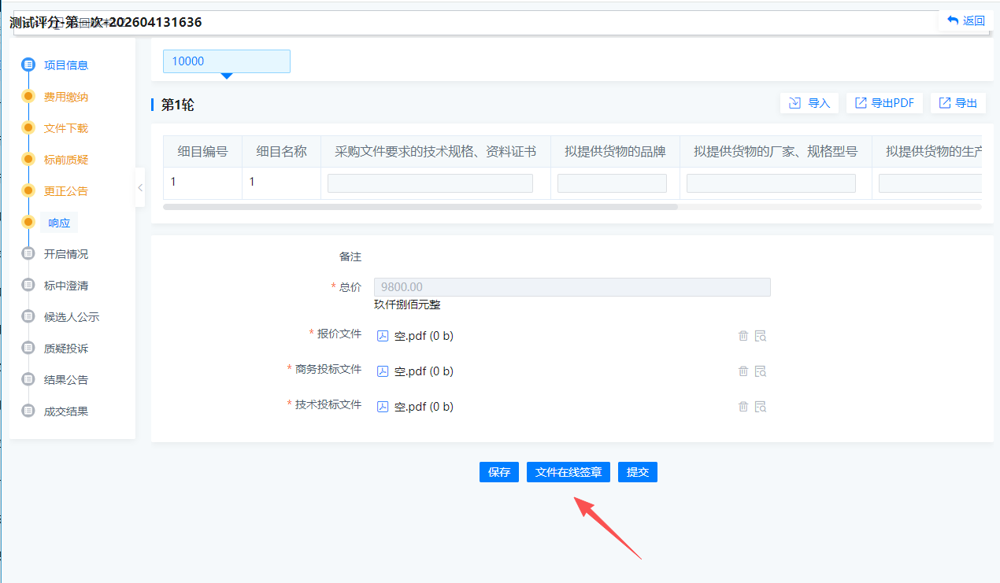 测试评分-第一次-202604131636
返回
项目信息
费用缴纳
文件下载
标前质疑
更正公告
响应
开启情况
标中澄清
候选人公示
质疑投诉
结果公告
成交结果
10000
第1轮
导入
导出PDF
导出
细目编号 细目名称 采购文件要求的技术规格、资料证书 拟提供货物的品牌 拟提供货物的厂家、规格型号 拟提供货物的生产
1 1
备注
* 总价 9800.00
玖仟捌佰元整
* 报价文件 空.pdf (0 b)
* 商务投标文件 空.pdf (0 b)
* 技术投标文件 空.pdf (0 b)
保存 文件在线签章 提交